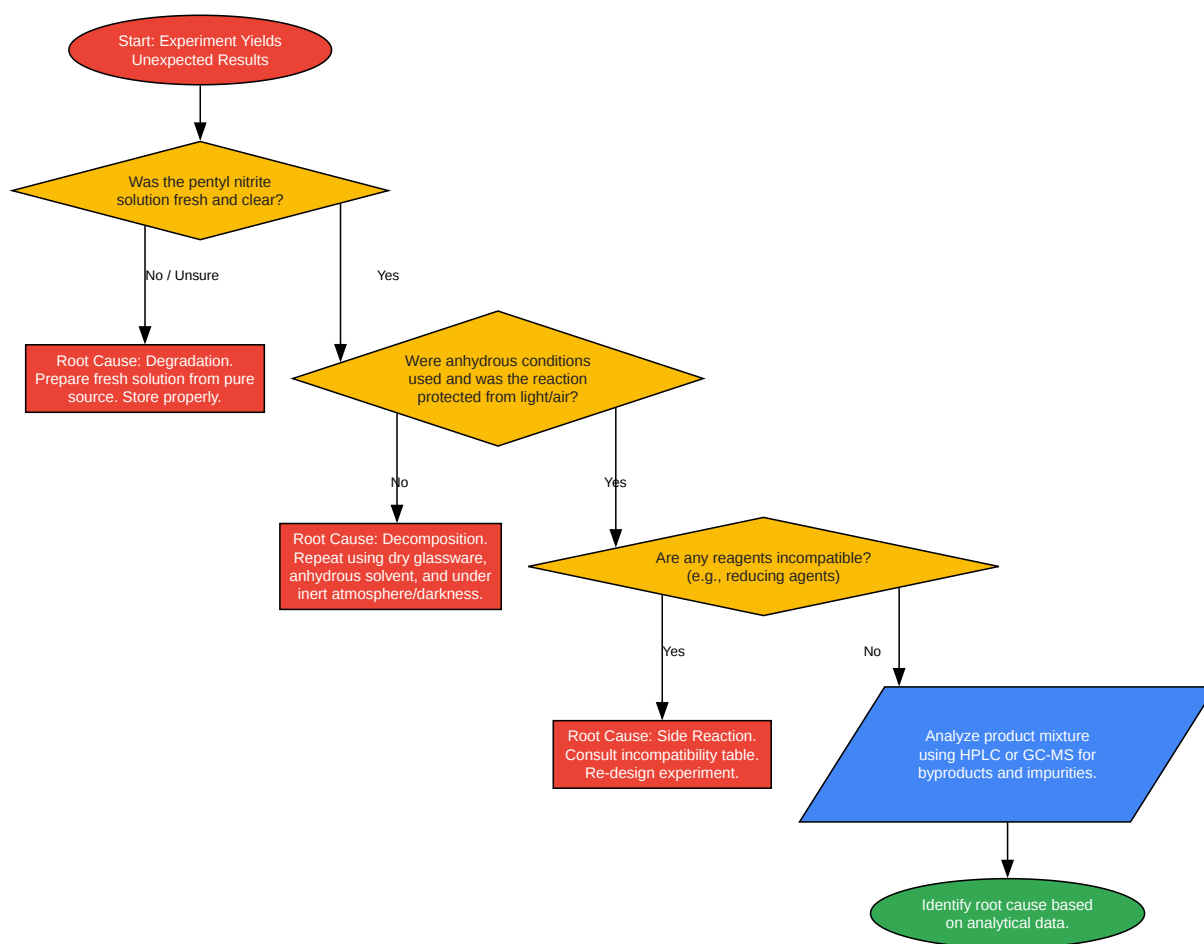 Start: Experiment Yields
Unexpected Results
Was the pentyl nitrite
solution fresh and clear?
No / Unsure
Yes
Root Cause: Degradation.
Prepare fresh solution from pure
source. Store properly.
Were anhydrous conditions
used and was the reaction
protected from light/air?
No
Yes
Root Cause: Decomposition.
Repeat using dry glassware,
anhydrous solvent, and under
inert atmosphere/darkness.
Are any reagents incompatible?
(e.g., reducing agents)
Yes
No
Root Cause: Side Reaction.
Consult incompatibility table.
Re-design experiment.
Analyze product mixture
using HPLC or GC-MS for
byproducts and impurities.
Identify root cause based
on analytical data.